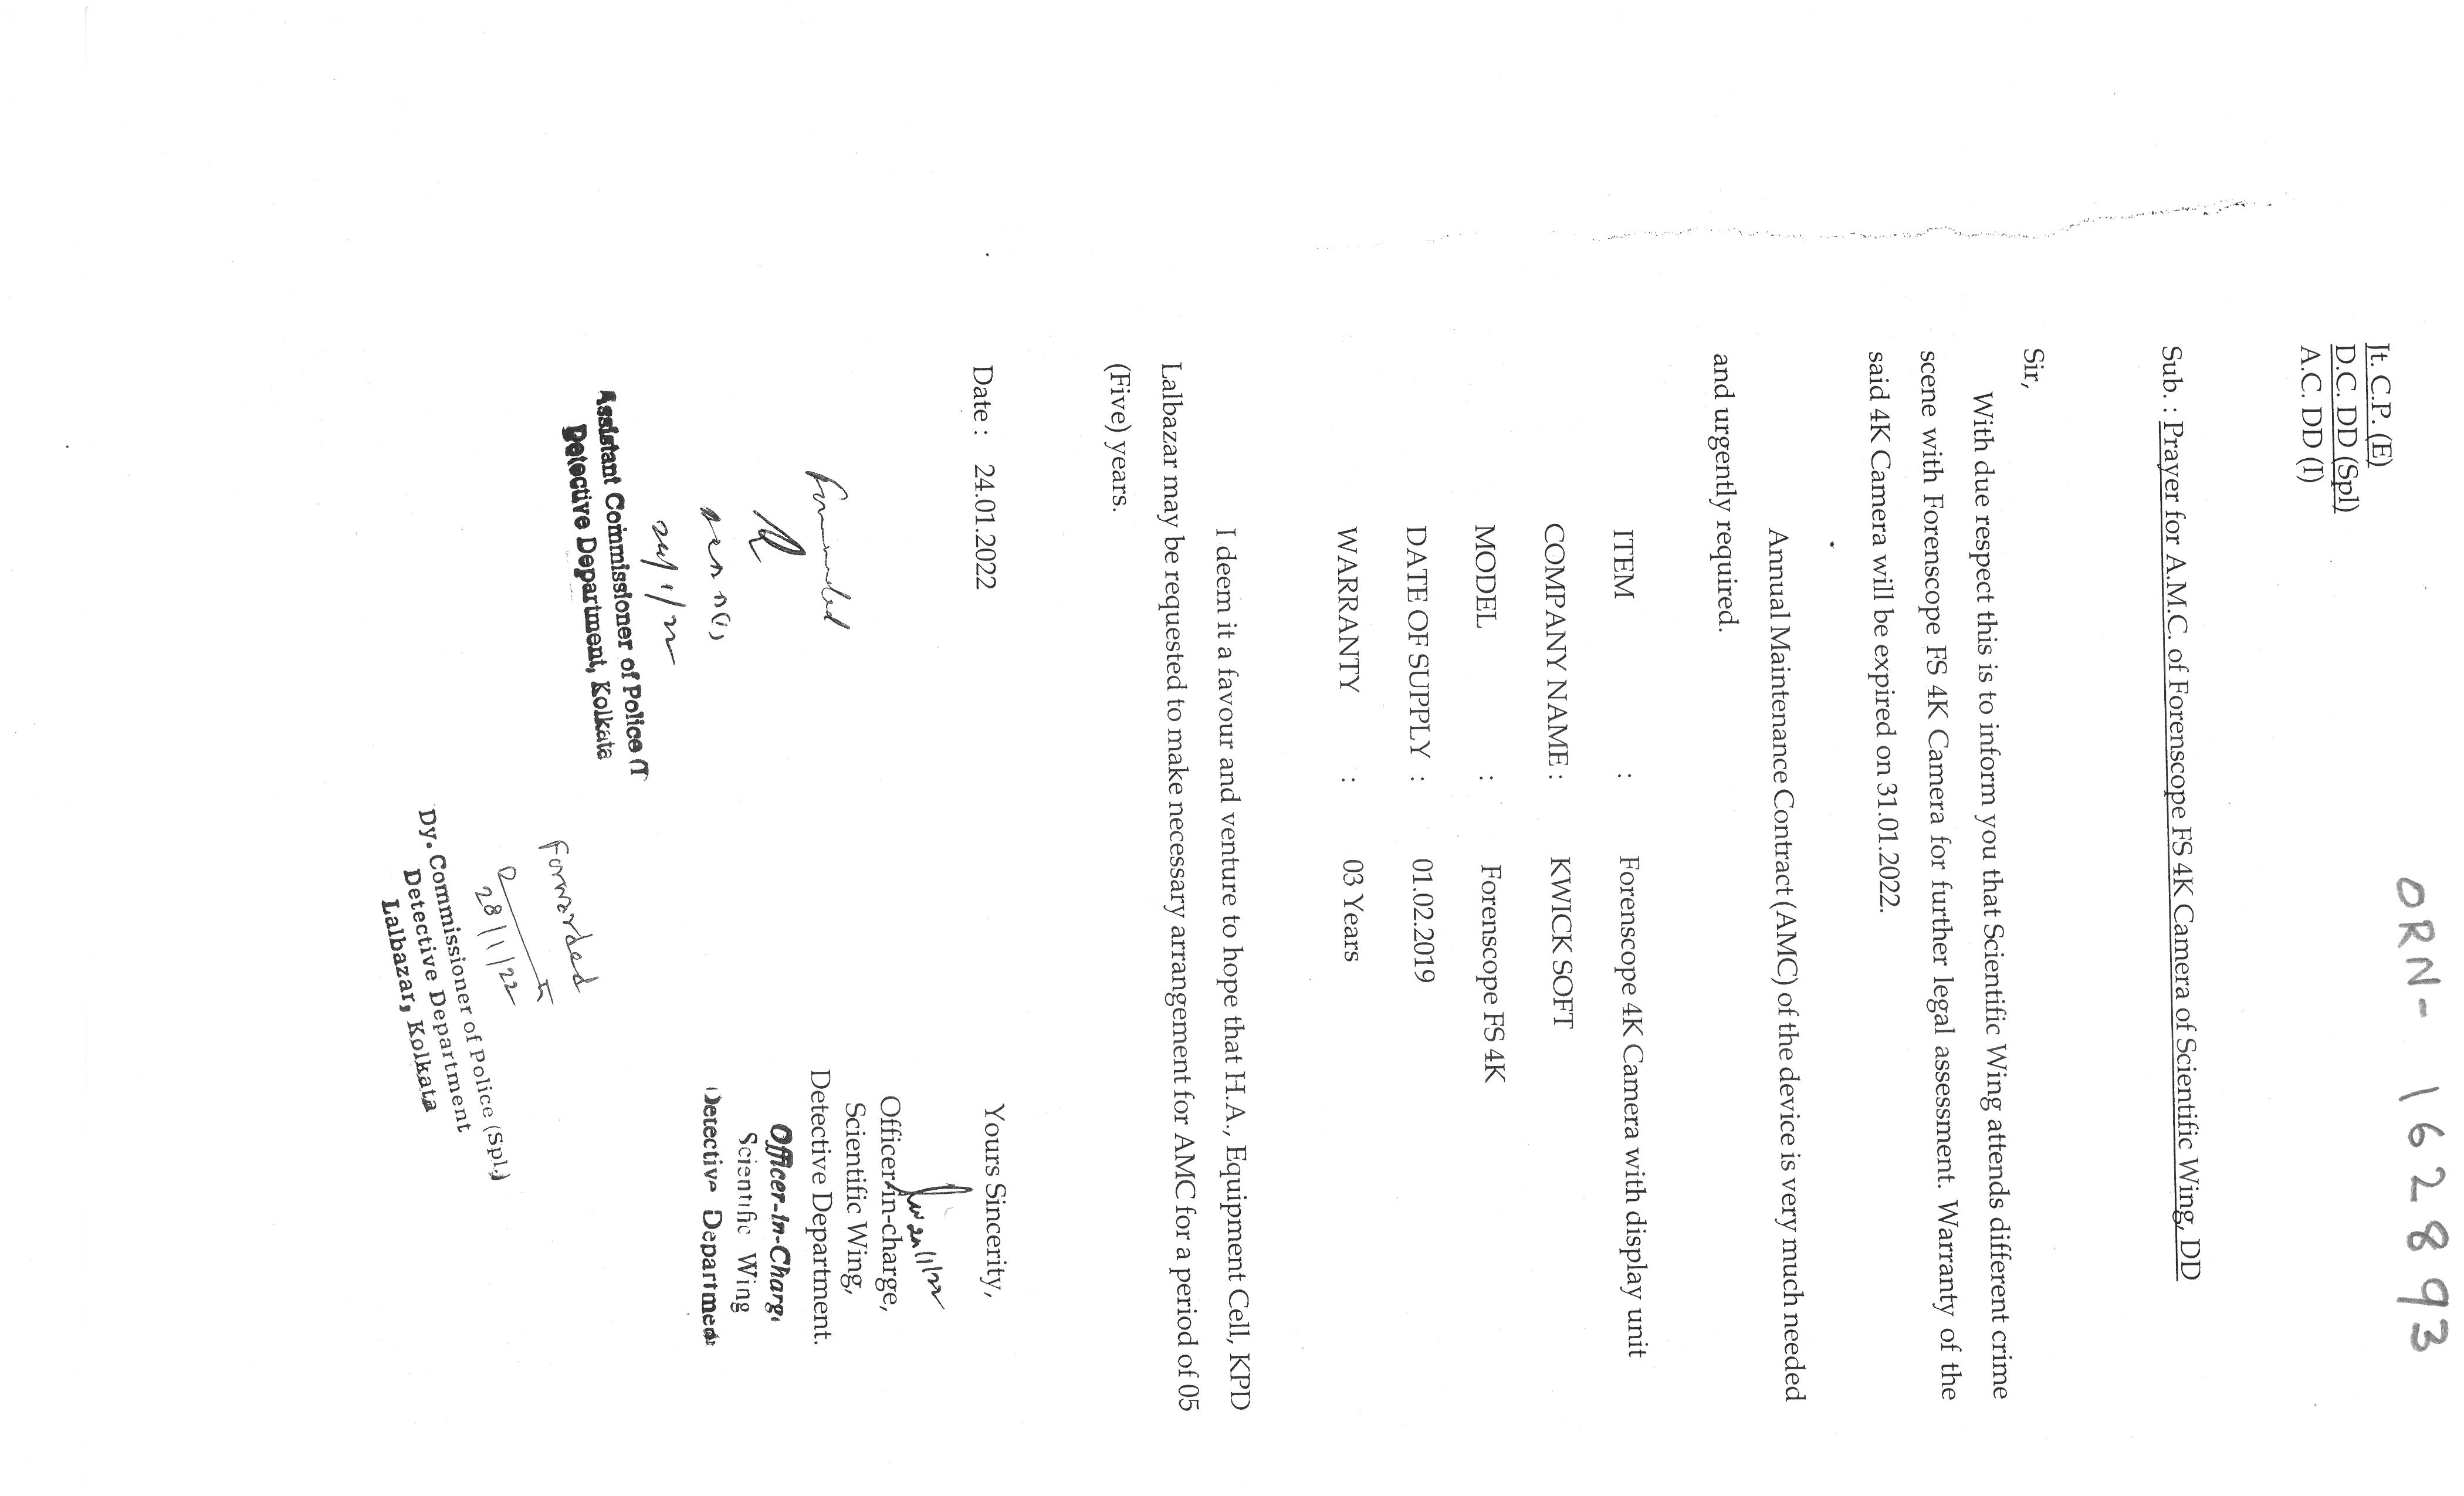 ORN- 162893
Jt. C.P. (E)
D.C. DD (Spl)
A.C. DD (I)
Sub. : Prayer for A.M.C. of Forenscope FS 4K Camera of Scientific Wing, DD
Sir,
With due respect this is to inform you that Scientific Wing attends different crime
scene with Forenscope FS 4K Camera for further legal assessment. Warranty of the
said 4K Camera will be expired on 31.01.2022.
Annual Maintenance Contract (AMC) of the device is very much needed
and urgently required.
ITEM : Forenscope 4K Camera with display unit
COMPANY NAME : KWICK SOFT
MODEL : Forenscope FS 4K
DATE OF SUPPLY : 01.02.2019
WARRANTY : 03 Years
I deem it a favour and venture to hope that H.A., Equipment Cell, KPD
Lalbazar may be requested to make necessary arrangement for AMC for a period of 05
(Five) years.
Date : 24.01.2022
Yours Sincerity,
Officer-in-charge,
Scientific Wing,
Detective Department.
Officer-in-Charg
Scientific Wing
Detective Departmen
Forwarded
24/1/22
Assistant Commissioner of Police (I
Detective Department, Kolkata
Forwarded
28/1/22
Dy. Commissioner of Police (Spl.)
Detective Department
Lalbazar, Kolkata